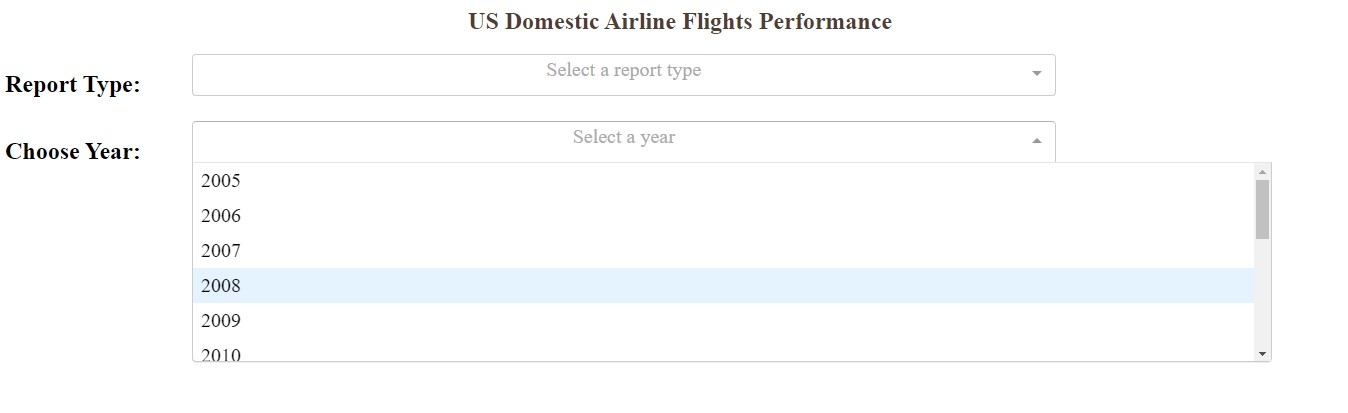 US Domestic Airline Flights Performance
Report Type:
Select a report type
Choose Year:
Select a year
2005
2006
2007
2008
2009
2010